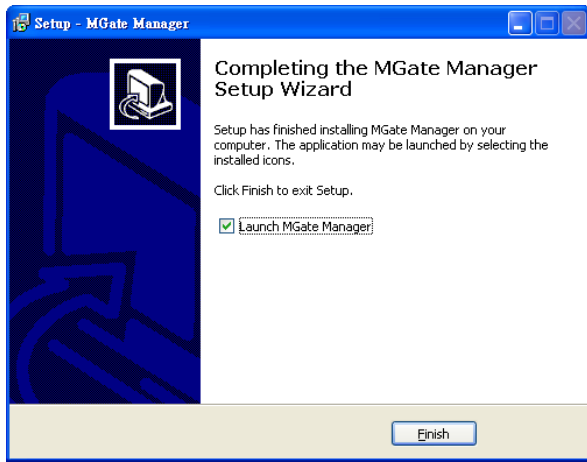 Setup - MGate Manager
Completing the MGate Manager
Setup Wizard
Setup has finished installing MGate Manager on your
computer. The application may be launched by selecting the
installed icons.
Click Finish to exit Setup.
Launch MGate Manager
Finish